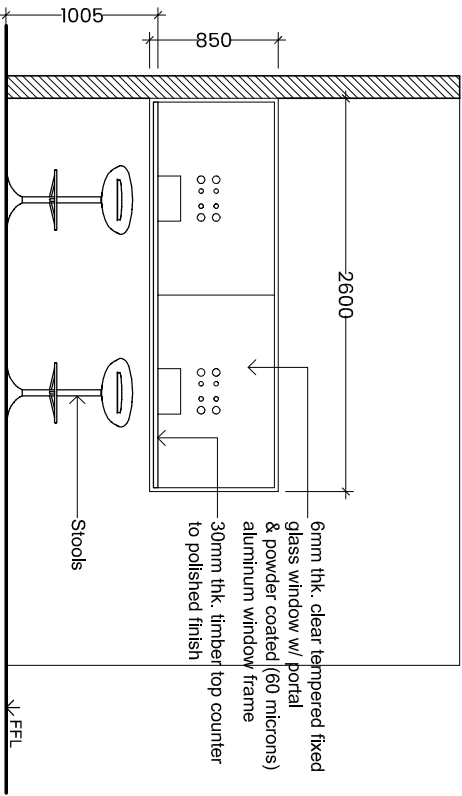 1005
850
2600
6mm thk. clear tempered fixed
glass window w/ portal
& powder coated (60 microns)
aluminum window frame
30mm thk. timber top counter
to polished finish
Stools
FFL